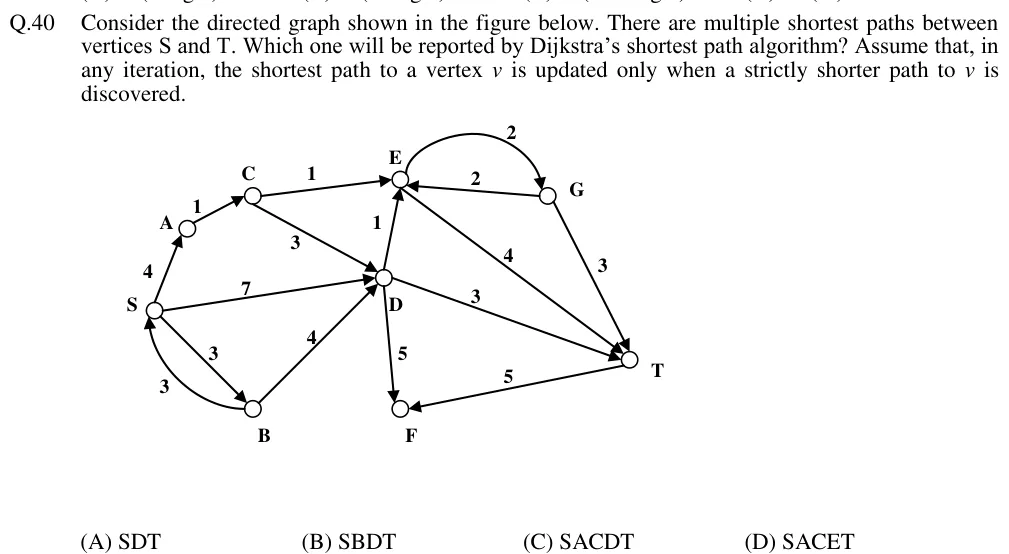 Q.40 Consider the directed graph shown in the figure below. There are multiple shortest paths between
vertices S and T. Which one will be reported by Dijkstra’s shortest path algorithm? Assume that, in
any iteration, the shortest path to a vertex v is updated only when a strictly shorter path to v is
discovered.
2
E
C 1
2 G
1
A 1
3
4 4 3
7 3
S D
4
3 5
3 5 T
B F
(A) SDT (B) SBDT (C) SACDT (D) SACET